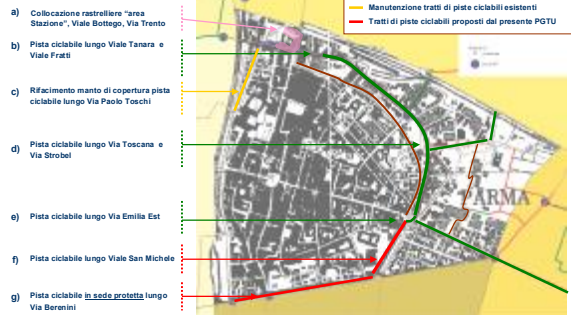 Manutenzione tratti di piste ciclabili esistenti
Tratti di piste ciclabili proposti dal presente PGTU
a) Collocazione rastrelliere “area
Stazione”, Viale Bottego, Via Trento
b) Pista ciclabile lungo Viale Tanara e
Viale Fratti
c) Rifacimento manto di copertura pista
ciclabile lungo Via Paolo Toschi
d) Pista ciclabile lungo Via Toscana e
Via Strobel
e) Pista ciclabile lungo Via Emilia Est
f) Pista ciclabile lungo Viale San Michele
g) Pista ciclabile in sede protetta lungo
Via Berenini
PARMA